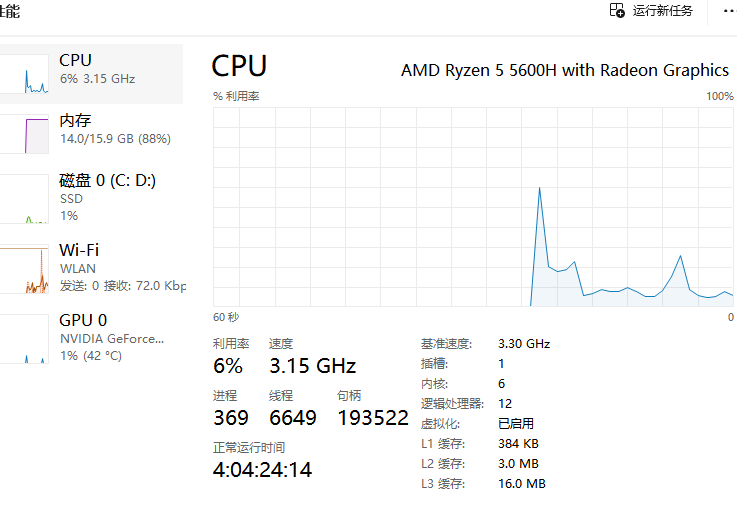 性能
运行新任务
CPU
6% 3.15 GHz
内存
14.0/15.9 GB (88%)
磁盘 0 (C: D:)
SSD
1%
Wi-Fi
WLAN
发送: 0 接收: 72.0 Kbp
GPU 0
NVIDIA GeForce...
1% (42 °C)
CPU
AMD Ryzen 5 5600H with Radeon Graphics
% 利用率
100%
60 秒
0
利用率 速度
6% 3.15 GHz
进程 线程 句柄
369 6649 193522
正常运行时间
4:04:24:14
基准速度: 3.30 GHz
插槽: 1
内核: 6
逻辑处理器: 12
虚拟化: 已启用
L1 缓存: 384 KB
L2 缓存: 3.0 MB
L3 缓存: 16.0 MB